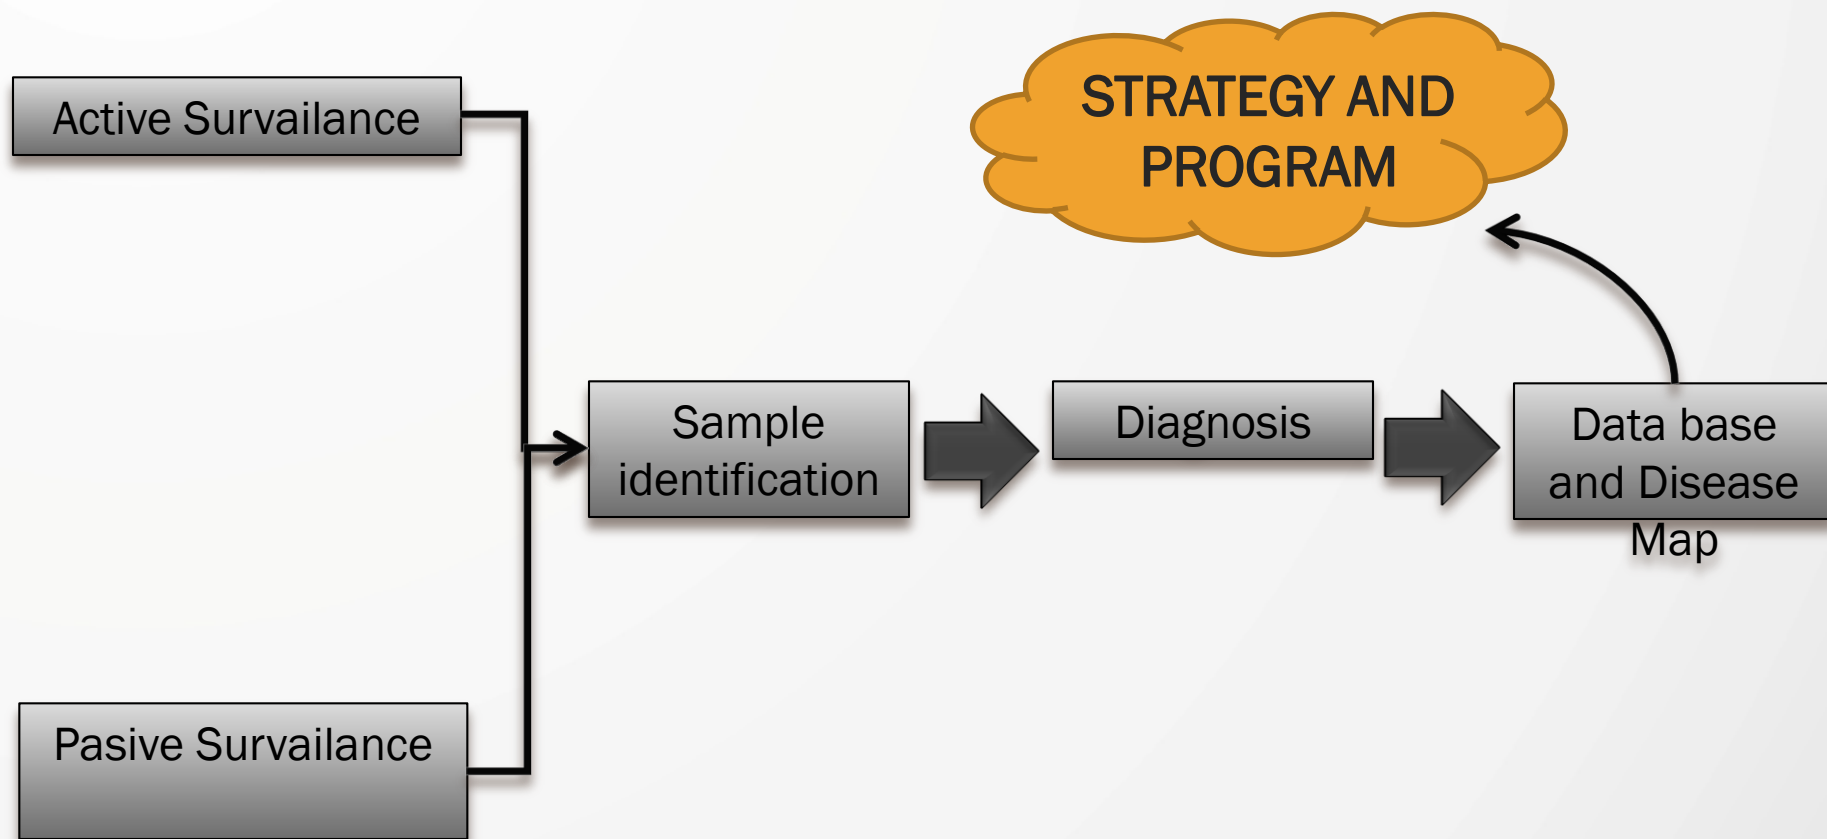 Active Survailance
STRATEGY AND
PROGRAM
Sample
identification
Diagnosis
Data base
and Disease
Map
Pasive Survailance